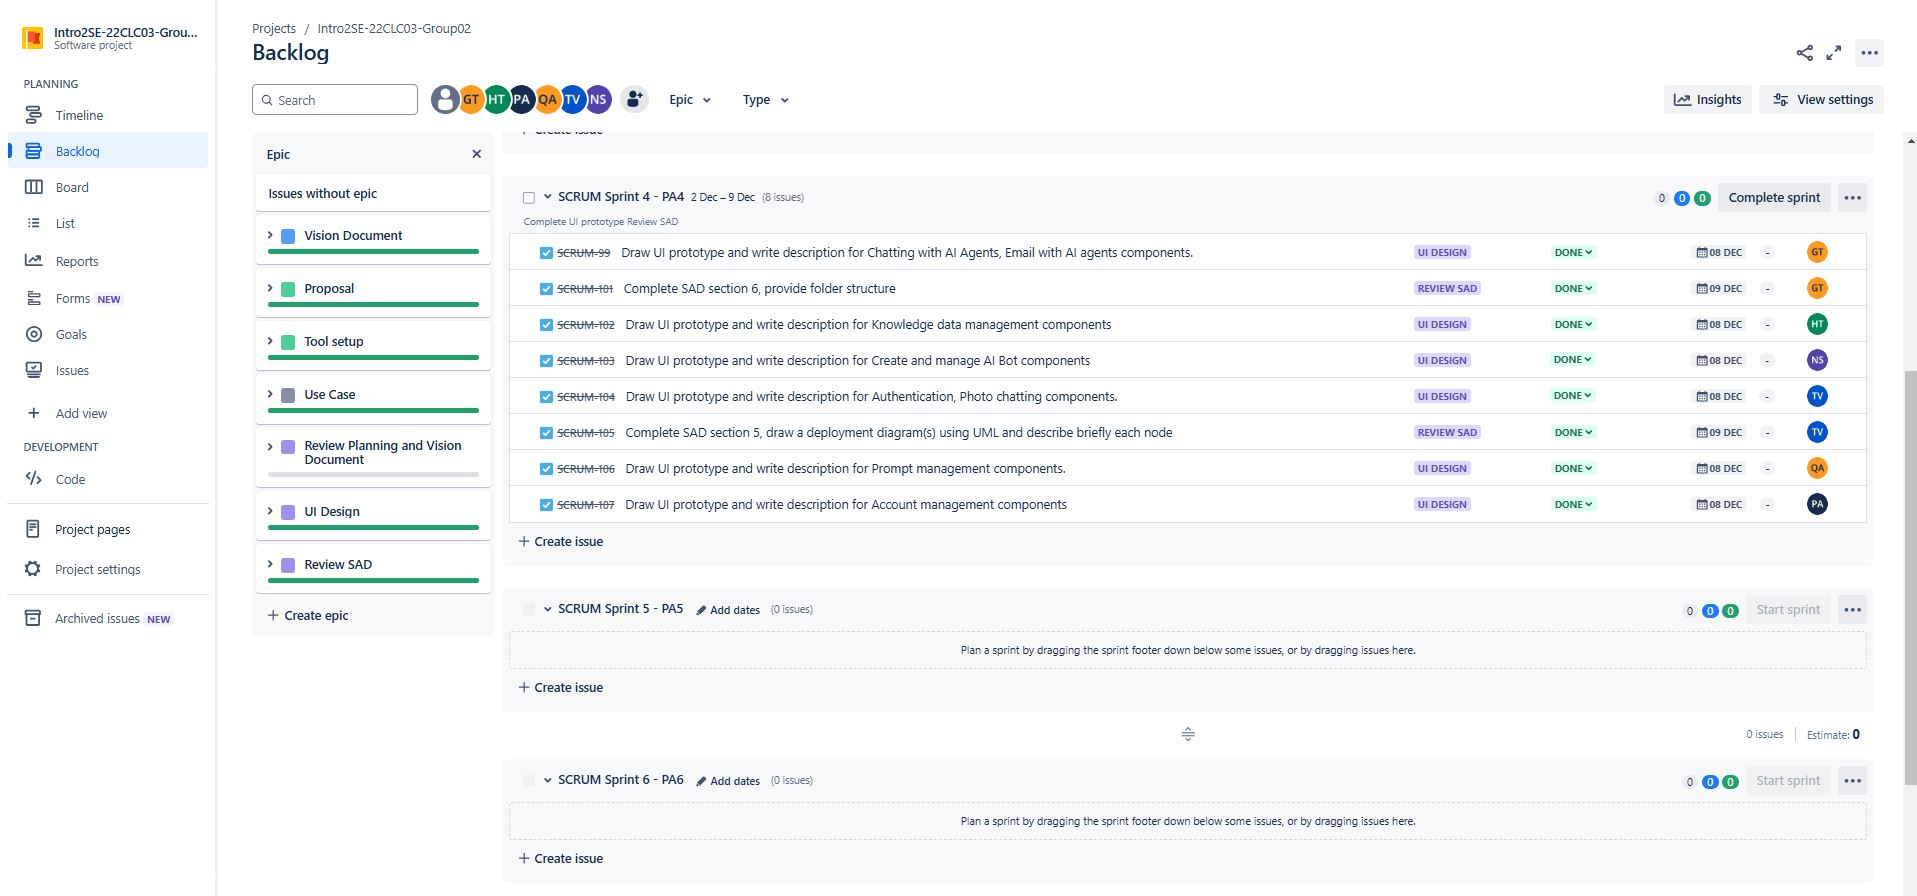 Intro2SE-22CLC03-Grou...
Software project
PLANNING
Timeline
Backlog
Board
List
Reports
Forms NEW
Goals
Issues
Add view
DEVELOPMENT
Code
Project pages
Project settings
Archived issues NEW
Projects / Intro2SE-22CLC03-Group02
Backlog
Search
GT HT PA QA TV NS
Epic
Type
Insights
View settings
Epic
Issues without epic
Vision Document
Proposal
Tool setup
Use Case
Review Planning and Vision
Document
UI Design
Review SAD
+ Create epic
+ Create issue
SCRUM Sprint 4 - PA4 2 Dec – 9 Dec (8 issues) 0 0 0 Complete sprint
Complete UI prototype Review SAD
SCRUM-99 Draw UI prototype and write description for Chatting with AI Agents, Email with AI agents components. UI DESIGN DONE 08 DEC - GT
SCRUM-101 Complete SAD section 6, provide folder structure REVIEW SAD DONE 09 DEC - GT
SCRUM-102 Draw UI prototype and write description for Knowledge data management components UI DESIGN DONE 08 DEC - HT
SCRUM-103 Draw UI prototype and write description for Create and manage AI Bot components UI DESIGN DONE 08 DEC - NS
SCRUM-104 Draw UI prototype and write description for Authentication, Photo chatting components. UI DESIGN DONE 08 DEC - TV
SCRUM-105 Complete SAD section 5, draw a deployment diagram(s) using UML and describe briefly each node REVIEW SAD DONE 09 DEC - TV
SCRUM-106 Draw UI prototype and write description for Prompt management components. UI DESIGN DONE 08 DEC - QA
SCRUM-107 Draw UI prototype and write description for Account management components UI DESIGN DONE 08 DEC - PA
+ Create issue
SCRUM Sprint 5 - PA5 Add dates (0 issues) 0 0 0 Start sprint
Plan a sprint by dragging the sprint footer down below some issues, or by dragging issues here.
+ Create issue
0 issues Estimate: 0
SCRUM Sprint 6 - PA6 Add dates (0 issues) 0 0 0 Start sprint
Plan a sprint by dragging the sprint footer down below some issues, or by dragging issues here.
+ Create issue